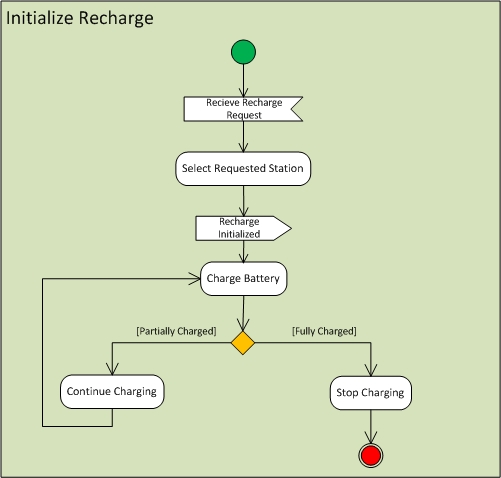 Initialize Recharge
Recieve Recharge
Request
Select Requested Station
Recharge
Initialized
Charge Battery
[Partially Charged]
[Fully Charged]
Continue Charging
Stop Charging